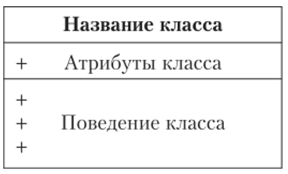 Название класса
+ Атрибуты класса
+
+ Поведение класса
+